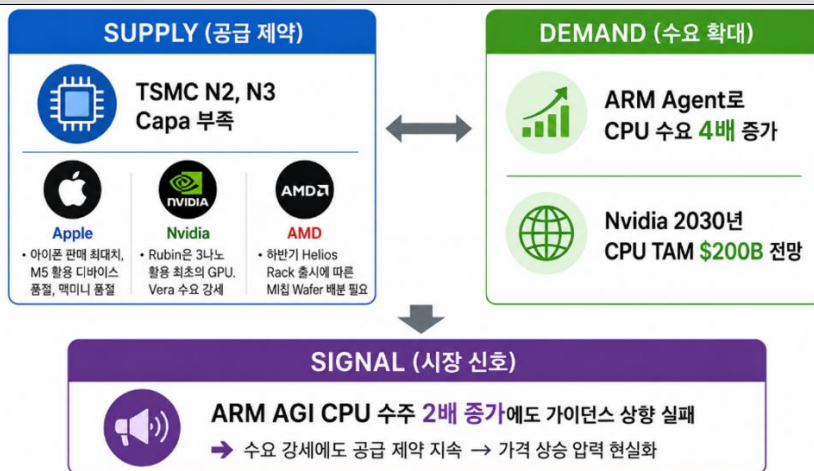 SUPPLY (공급 제약)
TSMC N2, N3
Capa 부족
NVIDIA
AMD
Apple
• 아이폰 판매 최대치,
M5 활용 디바이스
품절, 맥미니 품절
Nvidia
• Rubin은 3나노
활용 최초의 GPU.
Vera 수요 강세
AMD
• 하반기 Helios
Rack 출시에 따른
MI칩 Wafer 배분 필요
DEMAND (수요 확대)
ARM Agent로
CPU 수요 4배 증가
Nvidia 2030년
CPU TAM $200B 전망
SIGNAL (시장 신호)
ARM AGI CPU 수주 2배 종가에도 가이던스 상향 실패
➔ 수요 강세에도 공급 제약 지속 → 가격 상승 압력 현실화